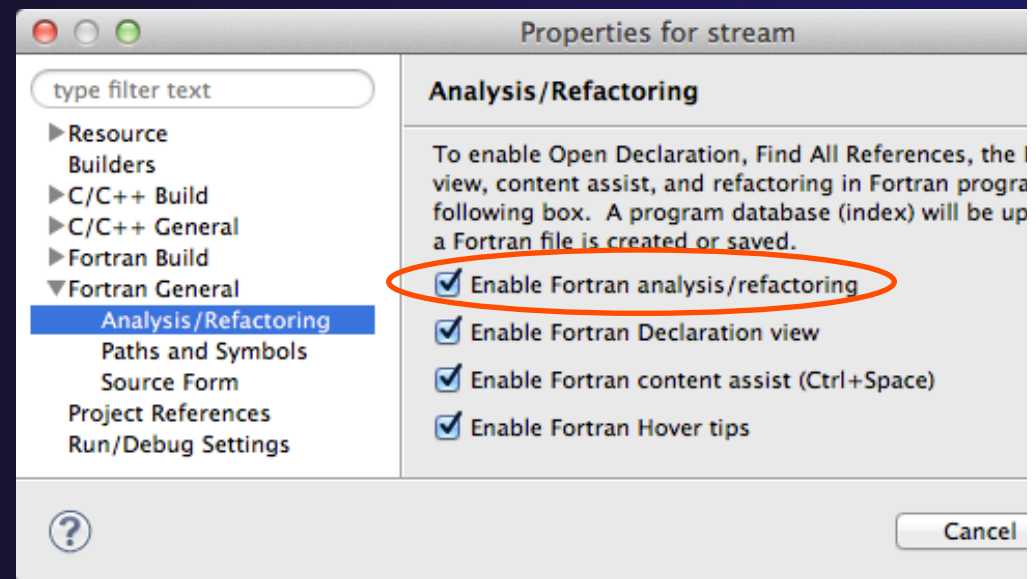 Properties for stream
type filter text
Resource
Builders
C/C++ Build
C/C++ General
Fortran Build
Fortran General
Analysis/Refactoring
Paths and Symbols
Source Form
Project References
Run/Debug Settings
Analysis/Refactoring
To enable Open Declaration, Find All References, the
view, content assist, and refactoring in Fortran progra
following box. A program database (index) will be up
a Fortran file is created or saved.
Enable Fortran analysis/refactoring
Enable Fortran Declaration view
Enable Fortran content assist (Ctrl+Space)
Enable Fortran Hover tips
?
Cancel